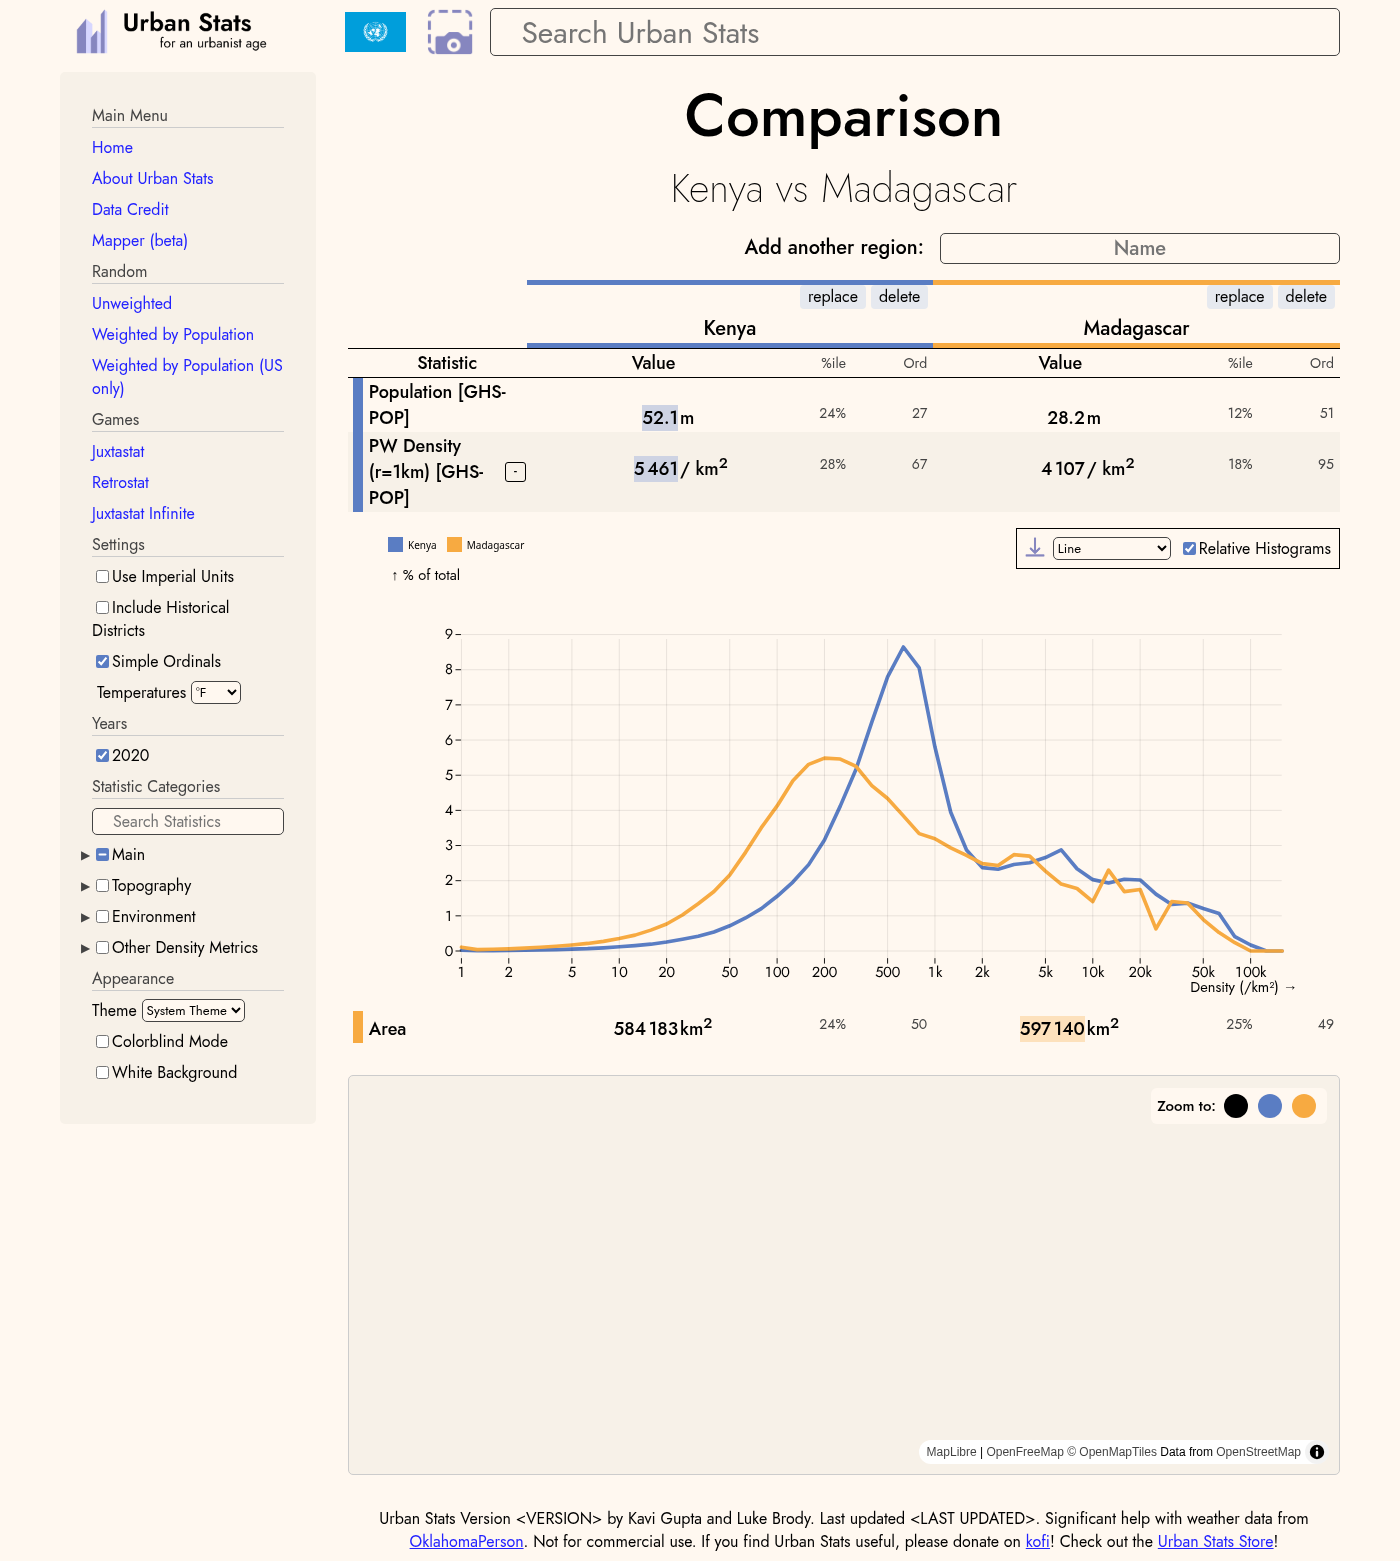 Urban Stats
for an urbanist age
Search Urban Stats
Main Menu
Home
About Urban Stats
Data Credit
Mapper (beta)
Random
Unweighted
Weighted by Population
Weighted by Population (US
only)
Games
Juxtastat
Retrostat
Juxtastat Infinite
Settings
Use Imperial Units
Include Historical
Districts
Simple Ordinals
Temperatures °F
Years
2020
Statistic Categories
Search Statistics
Main
Topography
Environment
Other Density Metrics
Appearance
Theme System Theme
Colorblind Mode
White Background
Comparison
Kenya vs Madagascar
Add another region: Name
replace delete replace delete
Kenya Madagascar
Statistic Value %ile Ord Value %ile Ord
Population [GHS-
POP] 52.1 m 24% 27 28.2 m 12% 51
PW Density
(r=1km) [GHS- - 5 461 / km² 28% 67 4 107 / km² 18% 95
POP]
Kenya Madagascar
Line Relative Histograms
↑ % of total
9
8
7
6
5
4
3
2
1
0
1 2 5 10 20 50 100 200 500 1k 2k 5k 10k 20k 50k 100k
Density (/km²) →
Area 584 183 km² 24% 50 597 140 km² 25% 49
Zoom to:
MapLibre | OpenFreeMap © OpenMapTiles Data from OpenStreetMap
Urban Stats Version <VERSION> by Kavi Gupta and Luke Brody. Last updated <LAST UPDATED>. Significant help with weather data from
OklahomaPerson. Not for commercial use. If you find Urban Stats useful, please donate on kofi! Check out the Urban Stats Store!